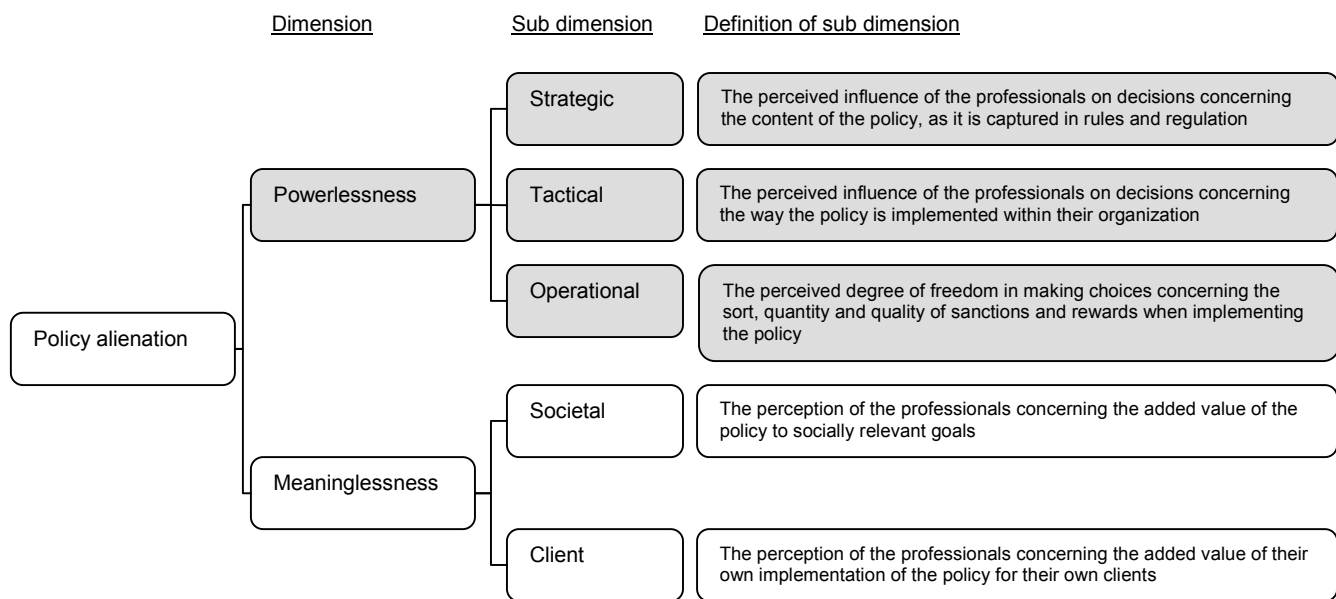 Dimension Sub dimension Definition of sub dimension
Strategic
The perceived influence of the professionals on decisions concerning
the content of the policy, as it is captured in rules and regulation
Powerlessness
Tactical
The perceived influence of the professionals on decisions concerning
the way the policy is implemented within their organization
Operational
The perceived degree of freedom in making choices concerning the
sort, quantity and quality of sanctions and rewards when implementing
the policy
Policy alienation
Societal
The perception of the professionals concerning the added value of the
policy to socially relevant goals
Meaninglessness
Client
The perception of the professionals concerning the added value of their
own implementation of the policy for their own clients